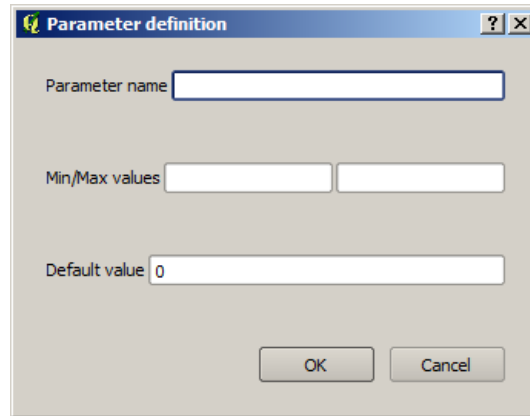 Parameter definition
Parameter name
Min/Max values
Default value 0
OK Cancel